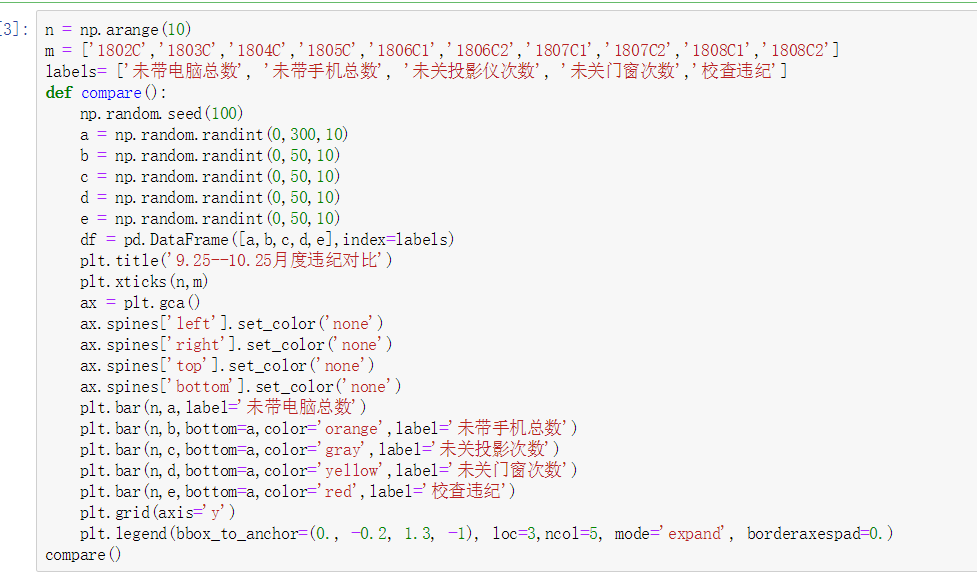 [3]: n = np.arange(10)
m = ['1802C','1803C','1804C','1805C','1806C1','1806C2','1807C1','1807C2','1808C1','1808C2']
labels= ['未带电脑总数', '未带手机总数', '未关投影仪次数', '未关门窗次数','校查违纪']
def compare():
    np.random.seed(100)
    a = np.random.randint(0,300,10)
    b = np.random.randint(0,50,10)
    c = np.random.randint(0,50,10)
    d = np.random.randint(0,50,10)
    e = np.random.randint(0,50,10)
    df = pd.DataFrame([a,b,c,d,e],index=labels)
    plt.title('9.25--10.25月度违纪对比')
    plt.xticks(n,m)
    ax = plt.gca()
    ax.spines['left'].set_color('none')
    ax.spines['right'].set_color('none')
    ax.spines['top'].set_color('none')
    ax.spines['bottom'].set_color('none')
    plt.bar(n,a,label='未带电脑总数')
    plt.bar(n,b,bottom=a,color='orange',label='未带手机总数')
    plt.bar(n,c,bottom=a,color='gray',label='未关投影次数')
    plt.bar(n,d,bottom=a,color='yellow',label='未关门窗次数')
    plt.bar(n,e,bottom=a,color='red',label='校查违纪')
    plt.grid(axis='y')
    plt.legend(bbox_to_anchor=(0., -0.2, 1.3, -1), loc=3,ncol=5, mode='expand', borderaxespad=0.)
compare()